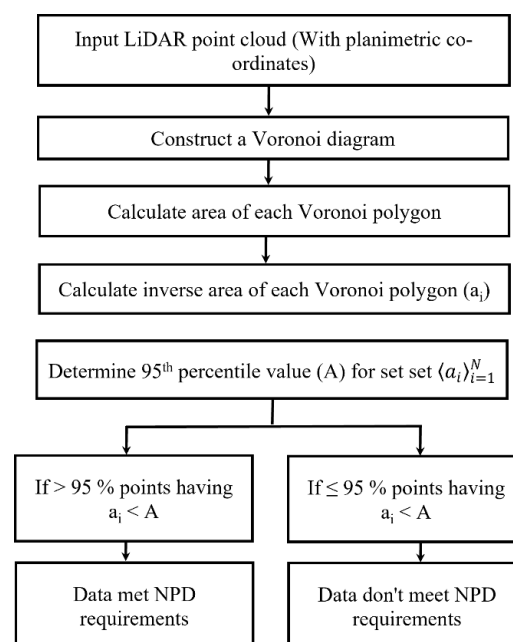 Input LiDAR point cloud (With planimetric co-
ordinates)
Construct a Voronoi diagram
Calculate area of each Voronoi polygon
Calculate inverse area of each Voronoi polygon (aᵢ)
Determine 95ᵗʰ percentile value (A) for set set ⟨𝑎ᵢ⟩ᵢ₌₁ᴺ
If > 95 % points having
aᵢ < A
If ≤ 95 % points having
aᵢ < A
Data met NPD
requirements
Data don't meet NPD
requirements